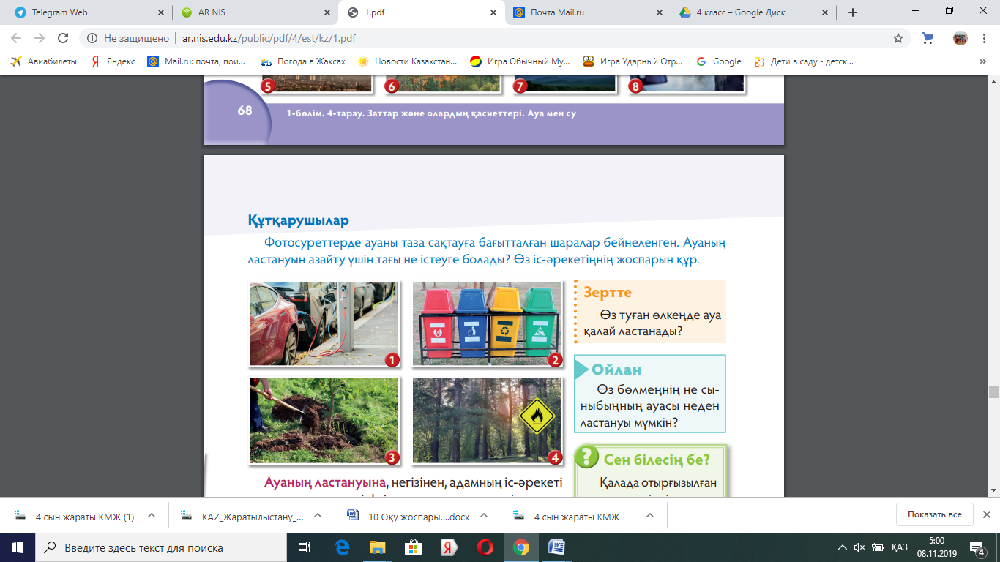 Telegram Web
AR NIS
1.pdf
Почта Mail.ru
4 класс – Google Диск
Не защищено
ar.nis.edu.kz/public/pdf/4/est/kz/1.pdf
Авиабилеты
Яндекс
Mail.ru: почта, пои...
Погода в Жаксах
Новости Казахстан...
Игра Обычный Му...
Игра Ударный Отр...
Google
Дети в саду - детск...
5
6
7
8
68
1-бөлім. 4-тарау. Заттар және олардың қасиеттері. Ауа мен су
Құтқарушылар
Фотосуреттерде ауаны таза сақтауға бағытталған шаралар бейнеленген. Ауаның
ластануын азайту үшін тағы не істеуге болады? Өз іс-әрекетіңнің жоспарын құр.
1
2
3
4
Зертте
Өз туған өлкеңде ауа
қалай ластанады?
Ойлан
Өз бөлмеңнің не сы-
ныбыңның ауасы неден
ластануы мүмкін?
? Сен білесің бе?
Қалада отырғызылған
Ауаның ластануына, негізінен, адамның іс-әрекеті
4 сын жараты КМЖ (1)
KAZ_Жаратылыстану_...
10 Оқу жоспары....docx
4 сын жараты КМЖ
Показать все
Введите здесь текст для поиска
ҚАЗ
5:00
08.11.2019
4